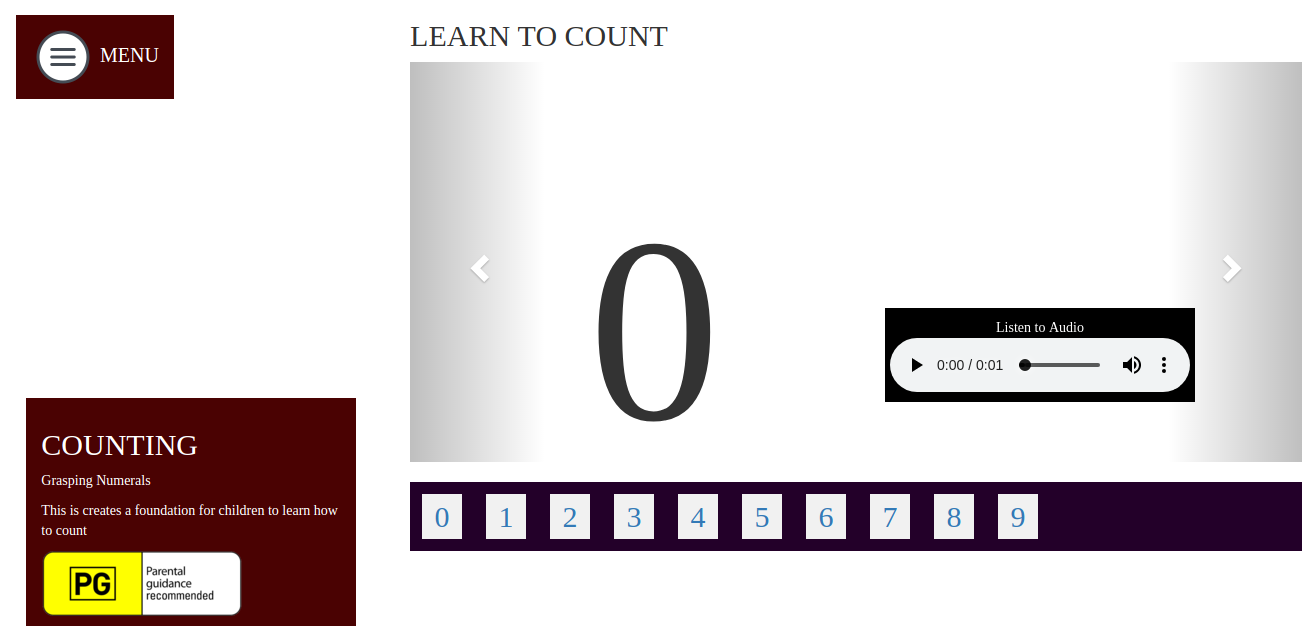 MENU
LEARN TO COUNT
0
Listen to Audio
0:00 / 0:01
COUNTING
Grasping Numerals
This is creates a foundation for children to learn how
to count
PG
Parental
guidance
recommended
0 1 2 3 4 5 6 7 8 9